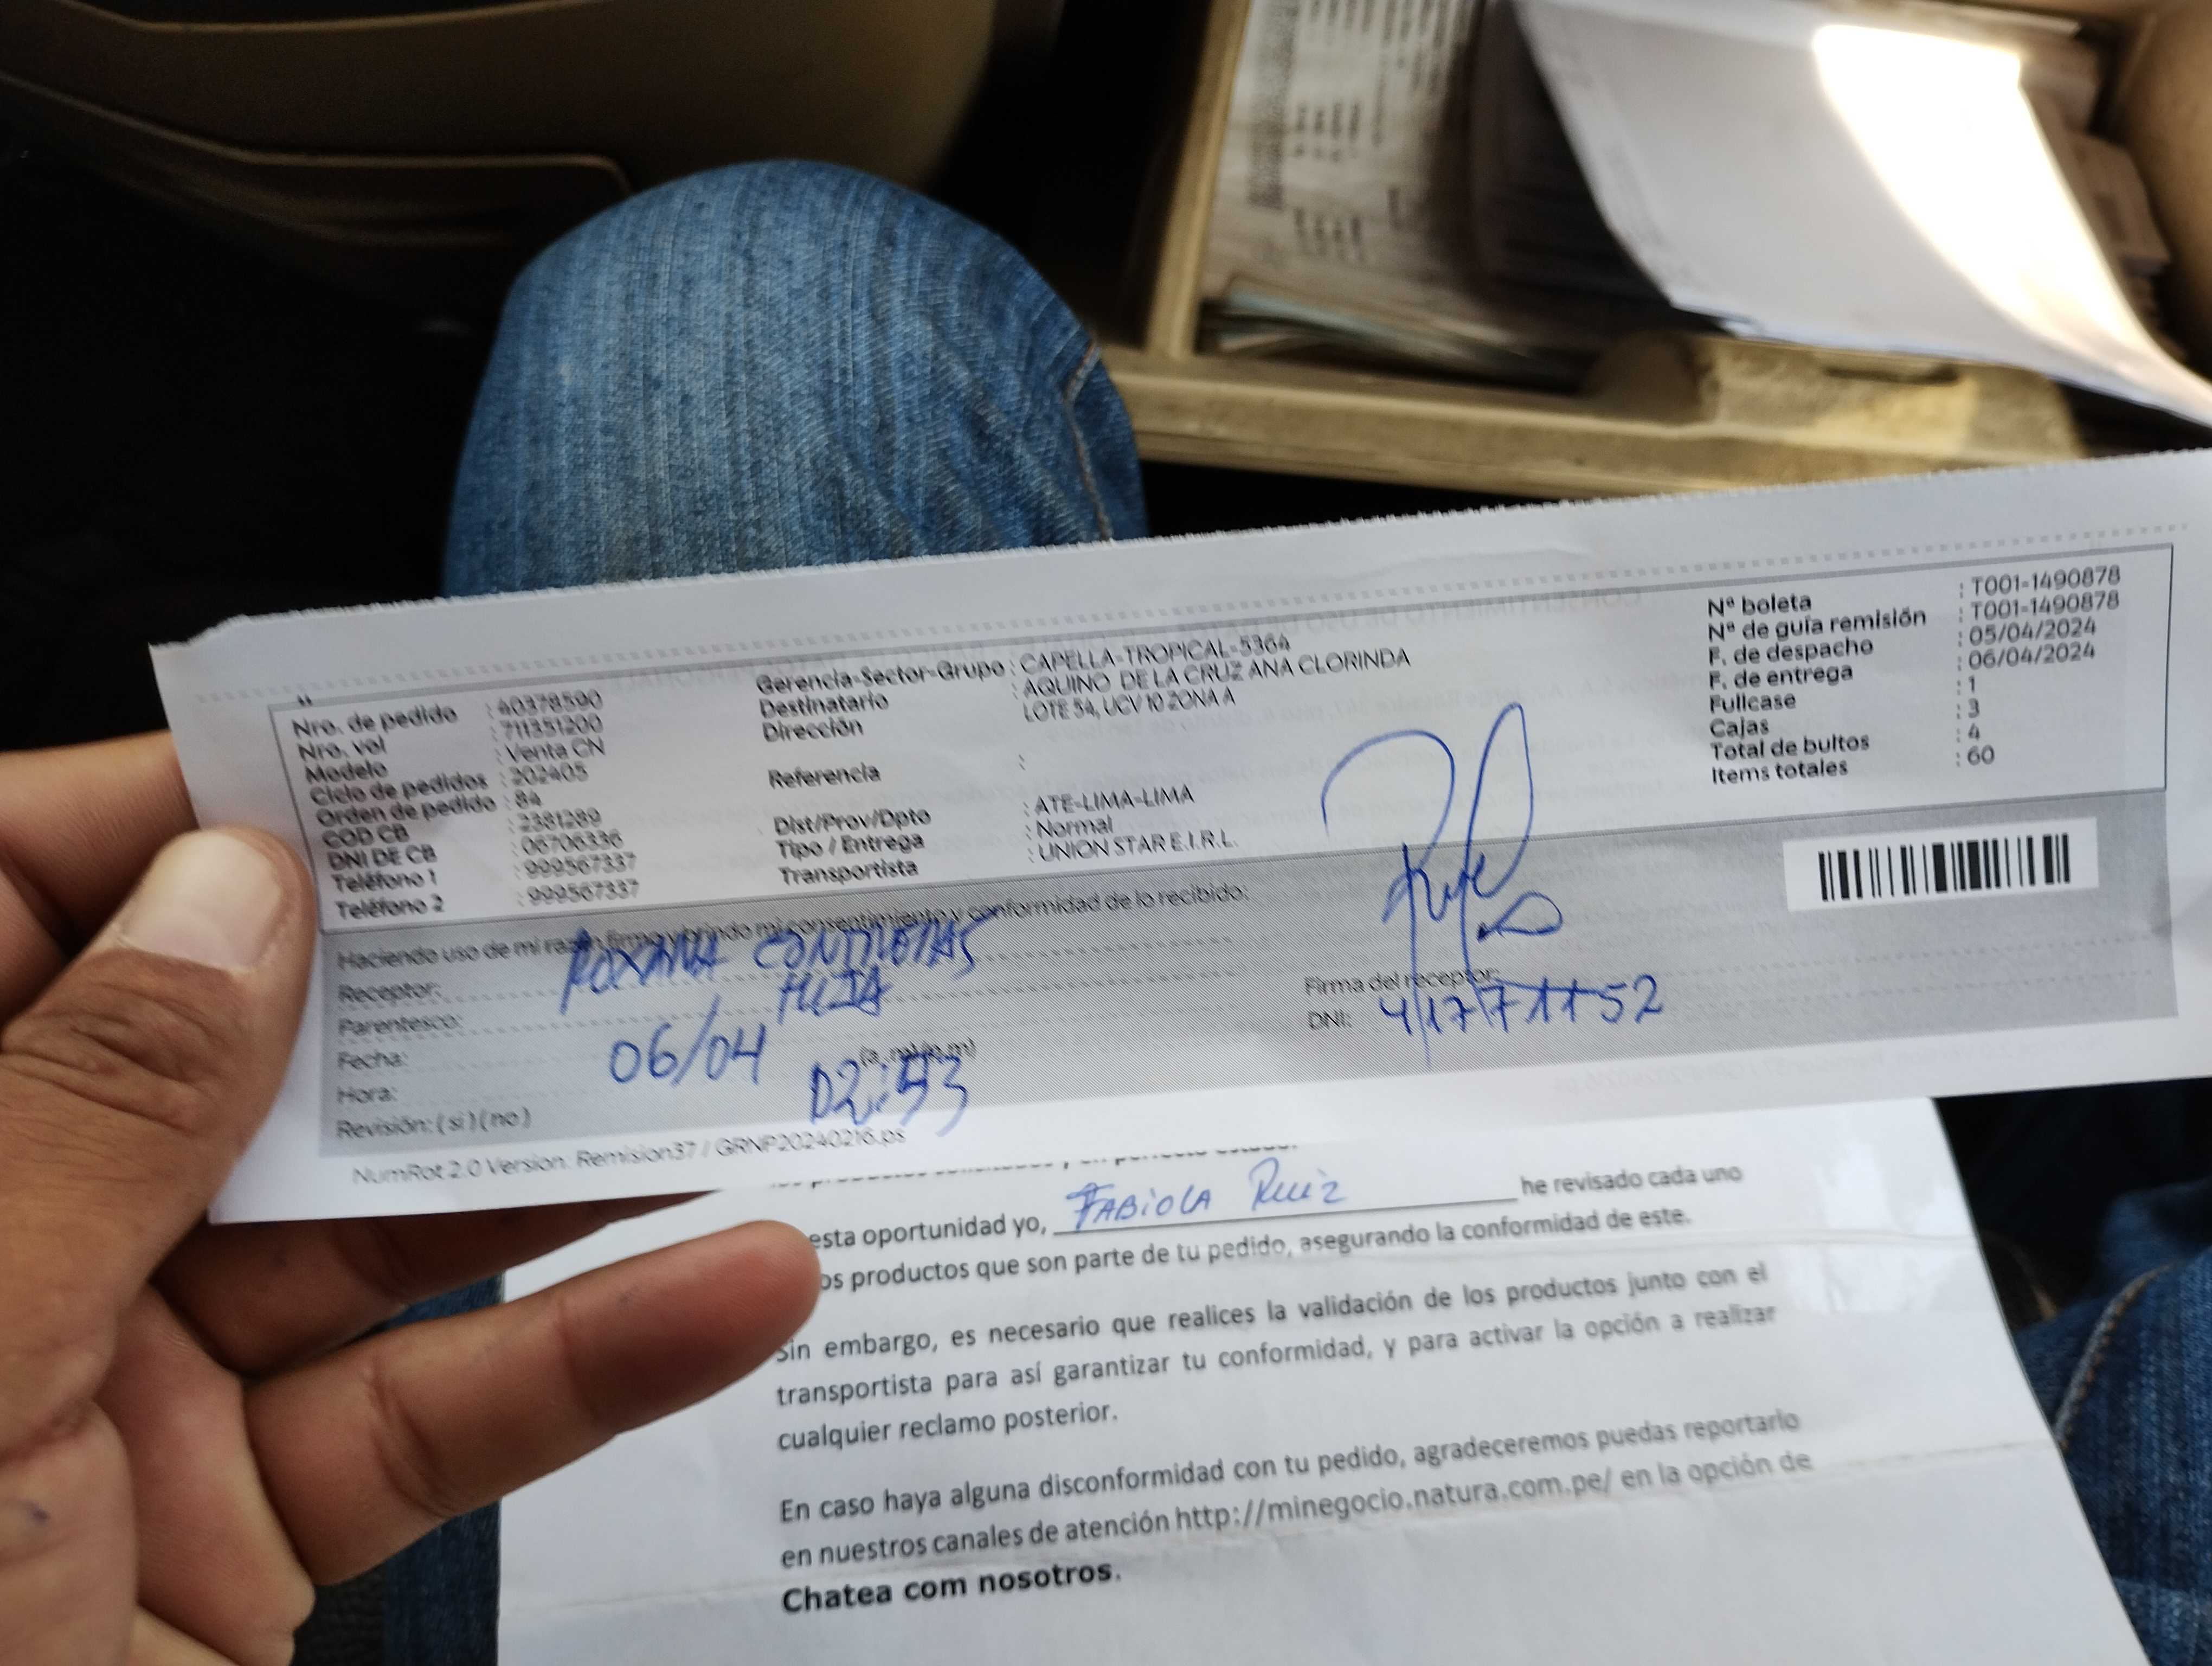 Nro. de pedido : 40378590
Nro. vol : 711351200
Modelo : Venta CN
Ciclo de pedidos : 202405
Orden de pedido : 84
COD CB : 2381289
DNI DE CB : 06706336
Teléfono 1 : 999567337
Teléfono 2 : 999567337
Gerencia-Sector-Grupo : CAPELLA-TROPICAL-5364
Destinatario : AQUINO DE LA CRUZ ANA CLORINDA
Dirección : LOTE 54, UCV 10 ZONA A
Referencia :
Dist/Prov/Dpto : ATE-LIMA-LIMA
Tipo / Entrega : Normal
Transportista : UNION STAR E.I.R.L.
Nº boleta : T001-1490878
Nº de guía remisión : T001-1490878
F. de despacho : 05/04/2024
F. de entrega : 06/04/2024
Fullcase : 1
Cajas : 3
Total de bultos : 4
Items totales : 60
Haciendo uso de mi razón firmo y brindo mi consentimiento y conformidad de lo recibido:
Receptor: ROXANA CONTRERAS
Parentesco: HIJA
Fecha: 06/04
Hora: 02:53 (a.m/p.m)
Revisión: ( si ) ( no )
Firma del receptor:
DNI: 41771152
NumRot 2.0 Version: Remision37 / GRNP20240216.ps
esta oportunidad yo, FABIOLA RUIZ he revisado cada uno
os productos que son parte de tu pedido, asegurando la conformidad de este.
Sin embargo, es necesario que realices la validación de los productos junto con el
transportista para así garantizar tu conformidad, y para activar la opción a realizar
cualquier reclamo posterior.
En caso haya alguna disconformidad con tu pedido, agradeceremos puedas reportarlo
en nuestros canales de atención http://minegocio.natura.com.pe/ en la opción de
Chatea com nosotros.